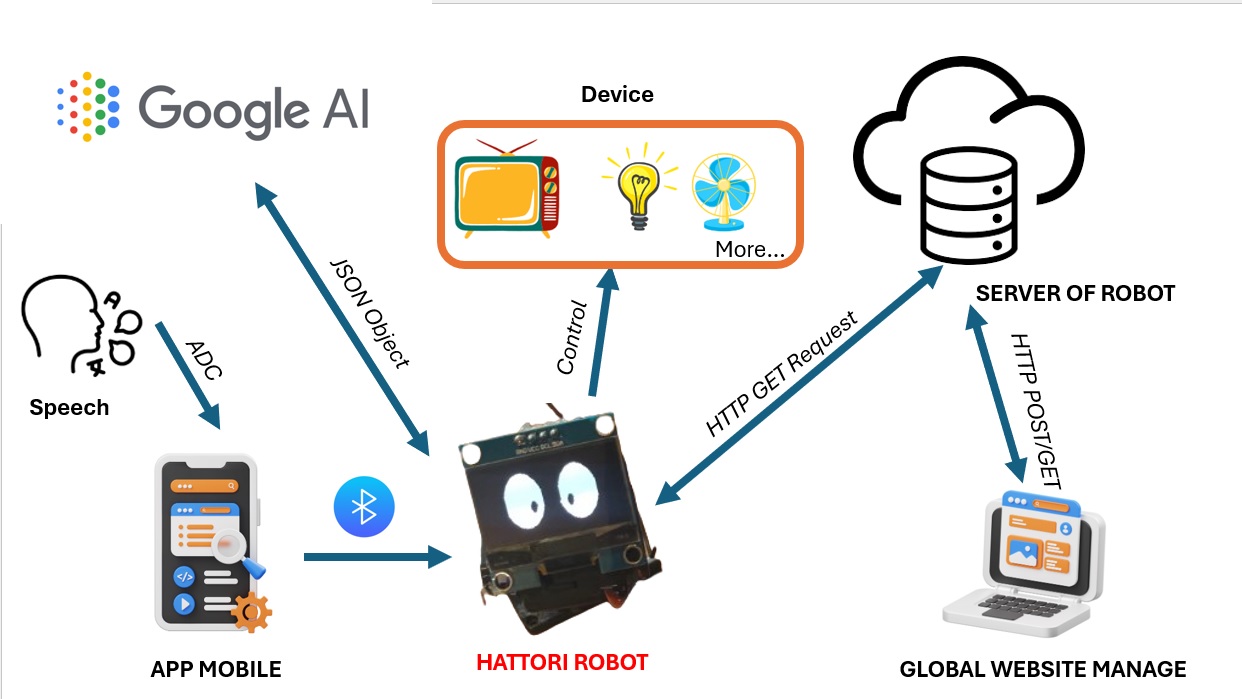 Google AI
Device
More...
JSON Object
Control
HTTP GET Request
SERVER OF ROBOT
HTTP POST/GET
ADC
Speech
APP MOBILE
HATTORI ROBOT
GLOBAL WEBSITE MANAGE